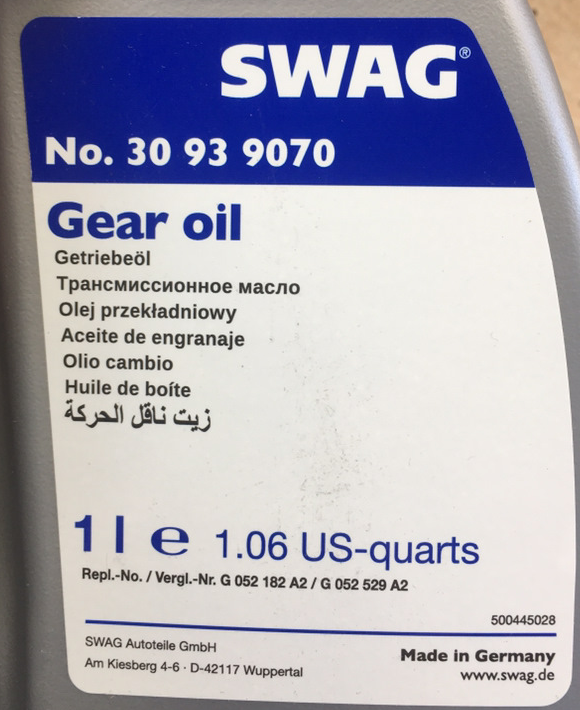 SWAG®
No. 30 93 9070
Gear oil
Getriebeöl
Трансмиссионное масло
Olej przekładniowy
Aceite de engranaje
Olio cambio
Huile de boîte
زيت ناقل الحركة
1 l e 1.06 US-quarts
Repl.-No. / Vergl.-Nr. G 052 182 A2 / G 052 529 A2
500445028
SWAG Autoteile GmbH
Am Kiesberg 4-6 · D-42117 Wuppertal
Made in Germany
www.swag.de